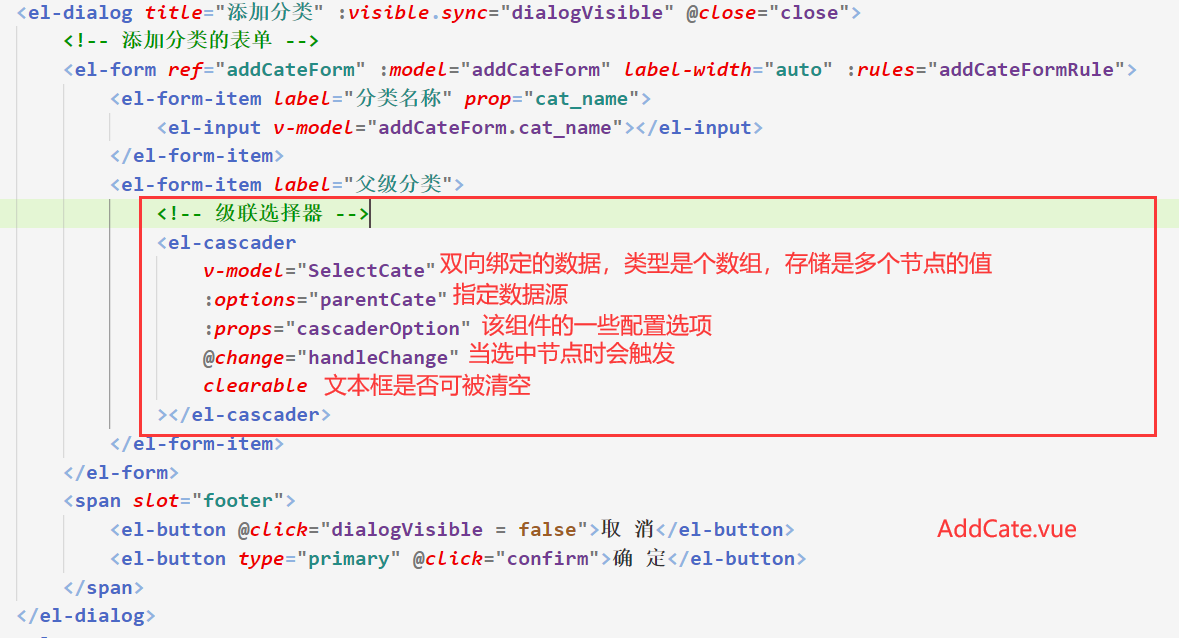 <el-dialog title="添加分类" :visible.sync="dialogVisible" @close="close">
<!-- 添加分类的表单 -->
<el-form ref="addCateForm" :model="addCateForm" label-width="auto" :rules="addCateFormRule">
<el-form-item label="分类名称" prop="cat_name">
<el-input v-model="addCateForm.cat_name"></el-input>
</el-form-item>
<el-form-item label="父级分类">
<!-- 级联选择器 -->
<el-cascader
v-model="SelectCate" 双向绑定的数据，类型是个数组，存储是多个节点的值
:options="parentCate" 指定数据源
:props="cascaderOption" 该组件的一些配置选项
@change="handleChange" 当选中节点时会触发
clearable 文本框是否可被清空
></el-cascader>
</el-form-item>
</el-form>
<span slot="footer">
<el-button @click="dialogVisible = false">取 消</el-button>
<el-button type="primary" @click="confirm">确 定</el-button>
AddCate.vue
</span>
</el-dialog>